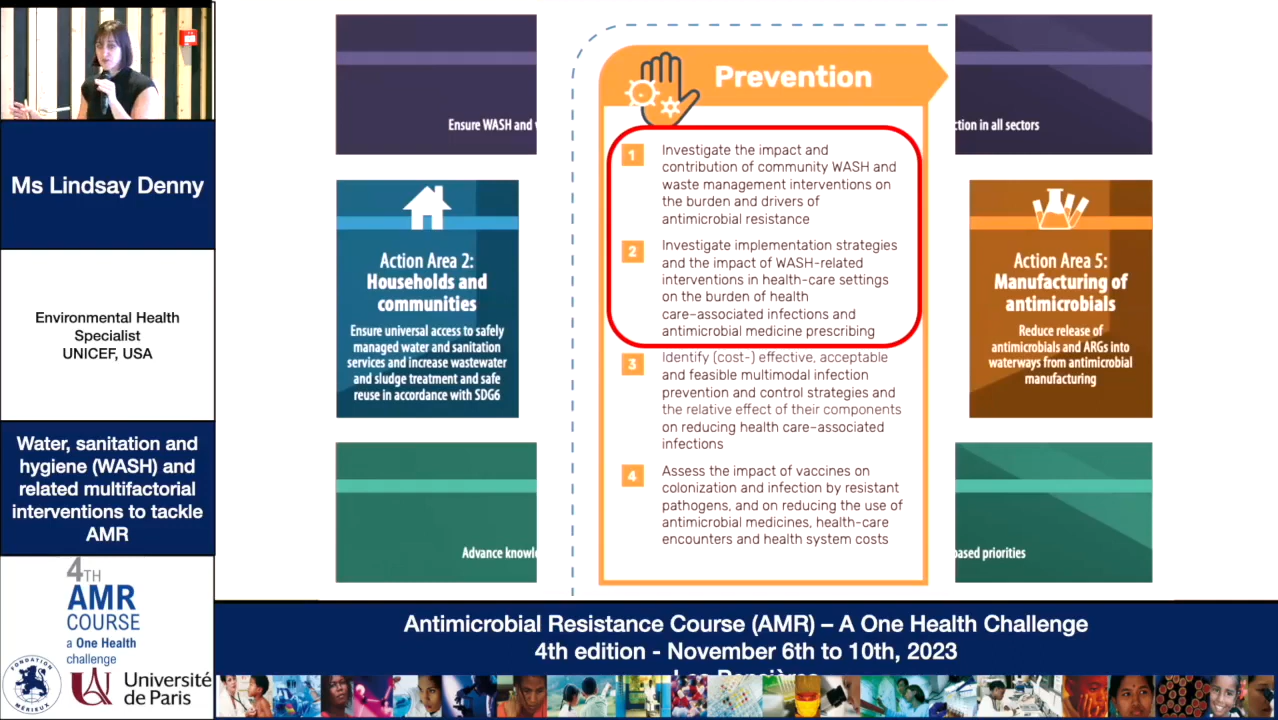 Ms Lindsay Denny
Environmental Health
Specialist
UNICEF, USA
Water, sanitation and
hygiene (WASH) and
related multifactorial
interventions to tackle
AMR
4TH
AMR
COURSE
a One Health
challenge
FONDATION
MÉRIEUX
Université
de Paris
Ensure WASH and
Action Area 2:
Households and
communities
Ensure universal access to safely
managed water and sanitation
services and increase wastewater
and sludge treatment and safe
reuse in accordance with SDG6
Advance
Prevention
1
Investigate the impact and
contribution of community WASH and
waste management interventions on
the burden and drivers of
antimicrobial resistance
2
Investigate implementation strategies
and the impact of WASH-related
interventions in health-care settings
on the burden of health
care–associated infections and
antimicrobial medicine prescribing
3
Identify (cost-) effective, acceptable
and feasible multimodal infection
prevention and control strategies and
the relative effect of their components
on reducing health care–associated
infections
4
Assess the impact of vaccines on
colonization and infection by resistant
pathogens, and on reducing the use of
antimicrobial medicines, health-care
encounters and health system costs
in all sectors
Action Area 5:
Manufacturing of
antimicrobials
Reduce release of
antimicrobials and ARGs into
waterways from antimicrobial
manufacturing
priorities
Antimicrobial Resistance Course (AMR) – A One Health Challenge
4th edition - November 6th to 10th, 2023